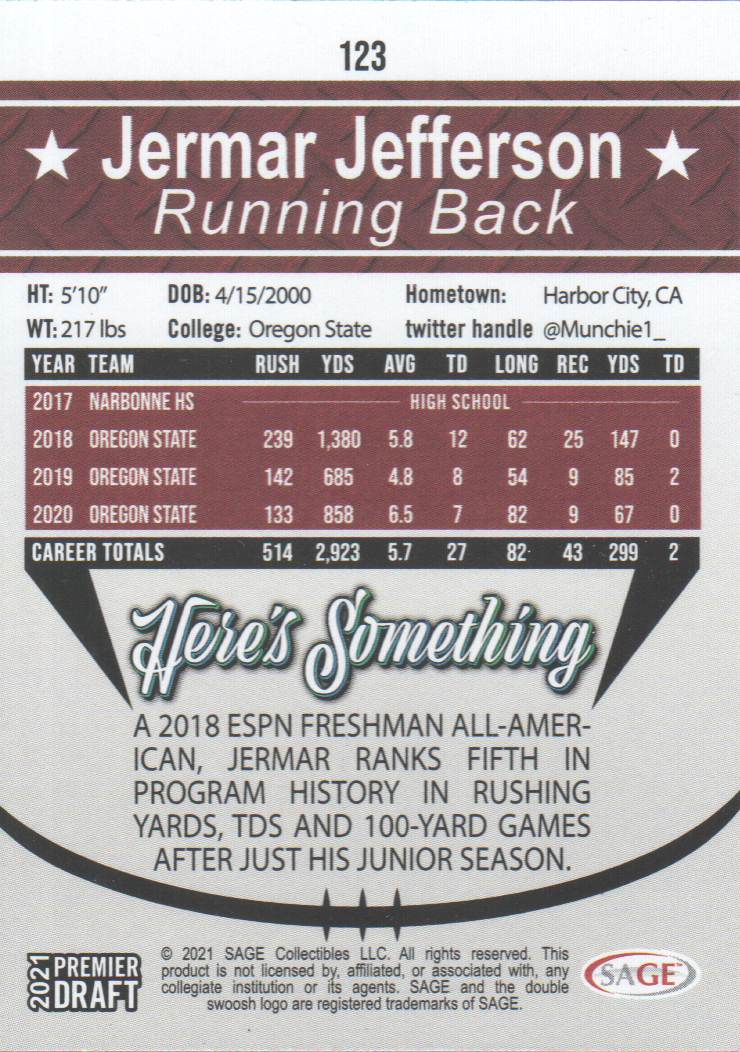 123
Jermar Jefferson
Running Back
HT: 5'10" DOB: 4/15/2000 Hometown: Harbor City, CA
WT: 217 lbs College: Oregon State twitter handle @Munchie1_
YEAR TEAM RUSH YDS AVG TD LONG REC YDS TD
2017 NARBONNE HS HIGH SCHOOL
2018 OREGON STATE 239 1,380 5.8 12 62 25 147 0
2019 OREGON STATE 142 685 4.8 8 54 9 85 2
2020 OREGON STATE 133 858 6.5 7 82 9 67 0
CAREER TOTALS 514 2,923 5.7 27 82 43 299 2
Here's Something
A 2018 ESPN FRESHMAN ALL-AMER-
ICAN, JERMAR RANKS FIFTH IN
PROGRAM HISTORY IN RUSHING
YARDS, TDS AND 100-YARD GAMES
AFTER JUST HIS JUNIOR SEASON.
2021 PREMIER
DRAFT
© 2021 SAGE Collectibles LLC. All rights reserved. This
product is not licensed by, affiliated, or associated with, any
collegiate institution or its agents. SAGE and the double
swoosh logo are registered trademarks of SAGE.
SAGE™